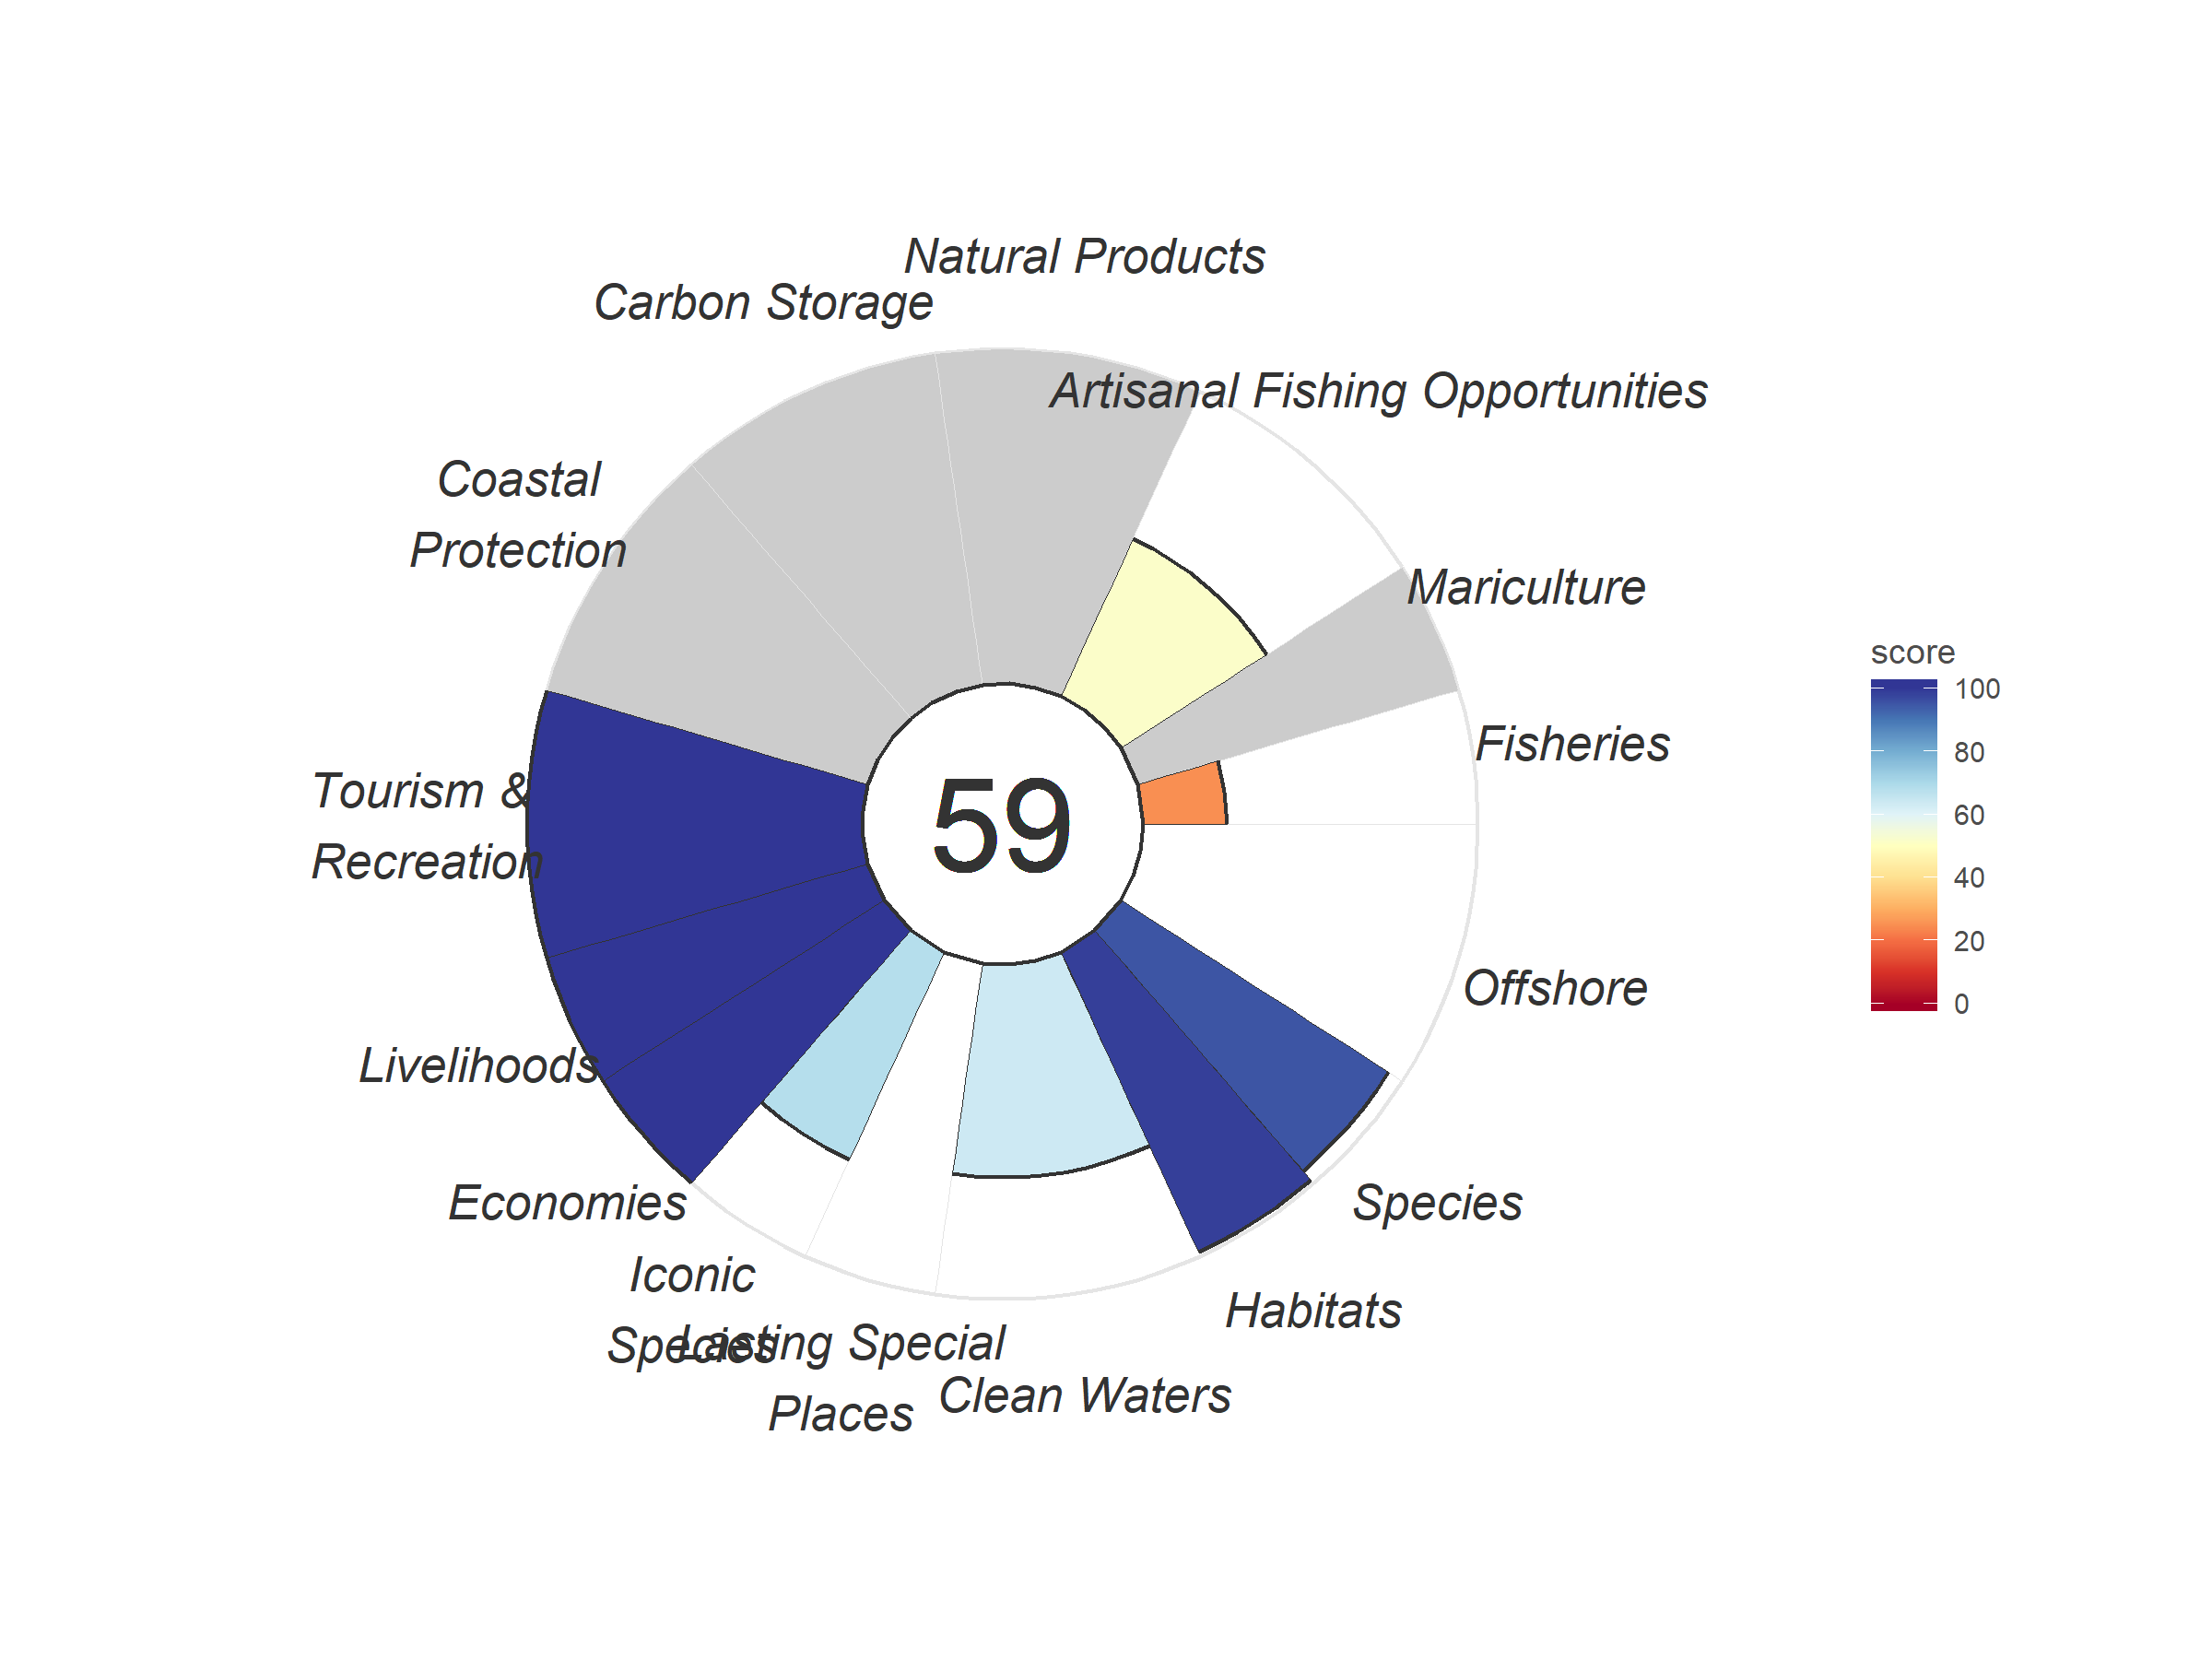 Natural Products
Carbon Storage
Artisanal Fishing Opportunities
Coastal
Protection
Mariculture
Fisheries
Tourism &
Recreation
59
Offshore
Livelihoods
Economies
Species
Iconic
Species
Habitats
Lasting Special
Places
Clean Waters
score
100
80
60
40
20
0